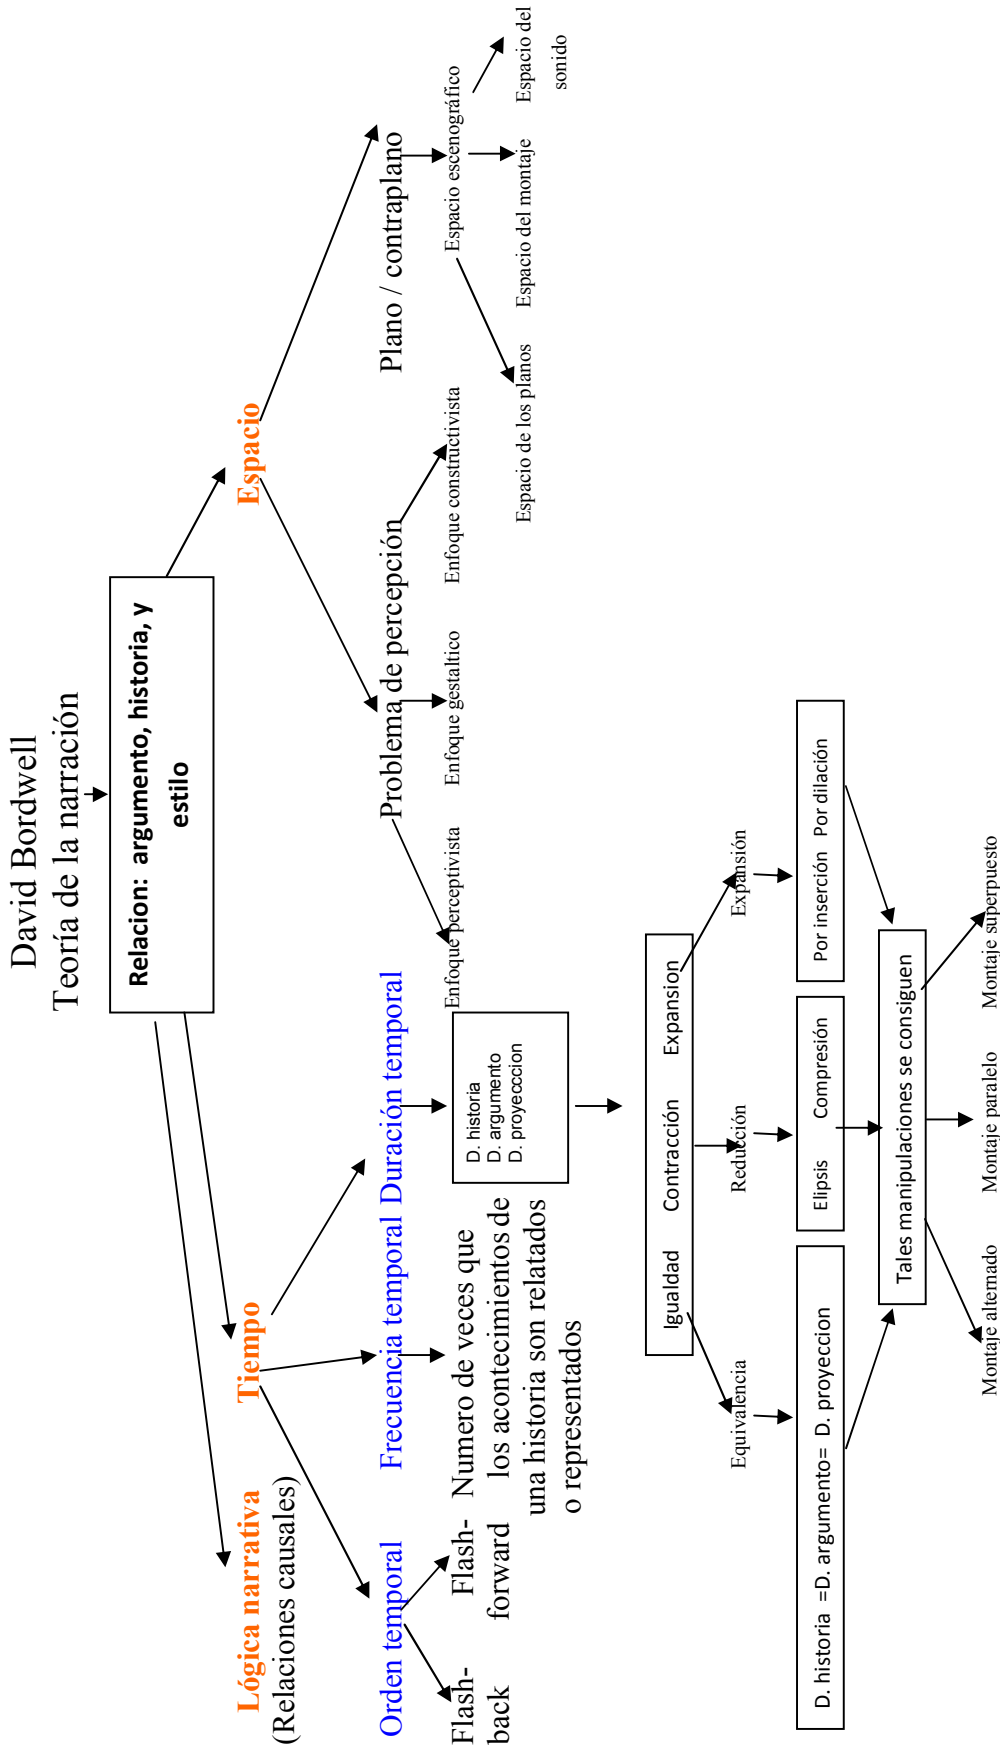 David Bordwell
Teoría de la narración
Relacion:  argumento, historia, y
estilo
Lógica narrativa
(Relaciones causales)
Tiempo
Espacio
Orden temporal
Frecuencia temporal
Duración temporal
Problema de percepción
Plano / contraplano
Flash-
back
Flash-
forward
Numero de veces que
los acontecimientos de
una historia son relatados
o representados
D. historia
D. argumento
D. proyecccion
Enfoque perceptivista
Enfoque gestaltico
Enfoque constructivista
Espacio escenográfico
Espacio de los planos
Espacio del montaje
Espacio del
sonido
Igualdad
Contracción
Expansion
Equivalencia
Reducción
Expansión
D. historia  =D. argumento= D. proyeccion
Elipsis
Compresión
Por inserción
Por dilación
Tales manipulaciones se consiguen
Montaje alternado
Montaje paralelo
Montaje superpuesto